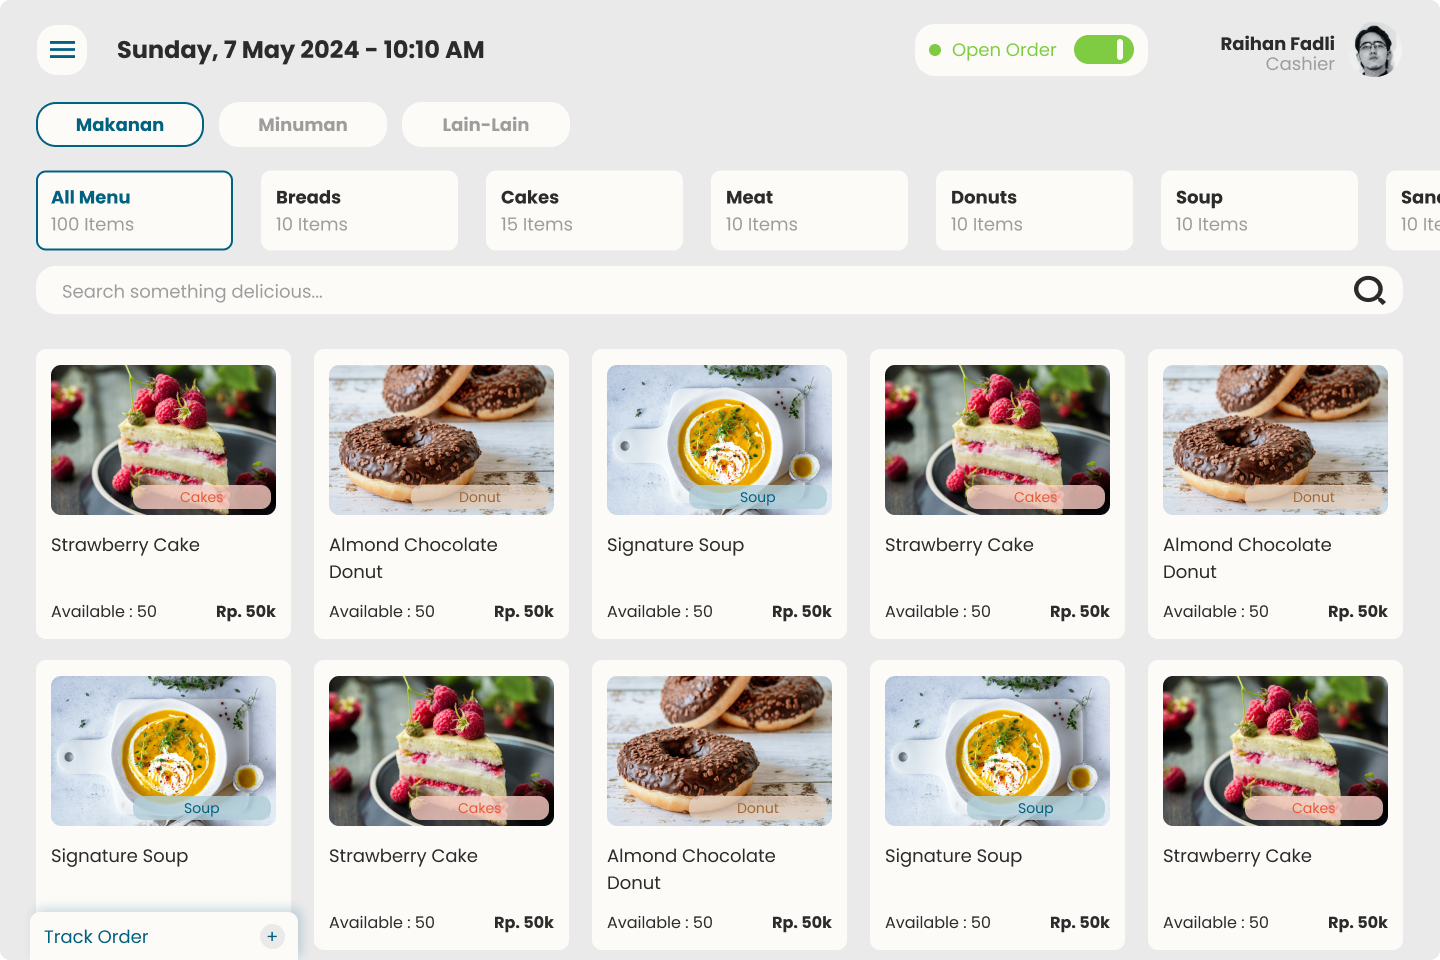 Sunday, 7 May 2024 - 10:10 AM
Open Order
Raihan Fadli
Cashier
Makanan
Minuman
Lain-Lain
All Menu
100 Items
Breads
10 Items
Cakes
15 Items
Meat
10 Items
Donuts
10 Items
Soup
10 Items
10
Search something delicious...
Cakes
Strawberry Cake
Available : 50
Rp. 50k
Donut
Almond Chocolate
Donut
Available : 50
Rp. 50k
Soup
Signature Soup
Available : 50
Rp. 50k
Cakes
Strawberry Cake
Available : 50
Rp. 50k
Donut
Almond Chocolate
Donut
Available : 50
Rp. 50k
Soup
Signature Soup
Cakes
Strawberry Cake
Available : 50
Rp. 50k
Donut
Almond Chocolate
Donut
Available : 50
Rp. 50k
Soup
Signature Soup
Available : 50
Rp. 50k
Cakes
Strawberry Cake
Available : 50
Rp. 50k
Track Order
+